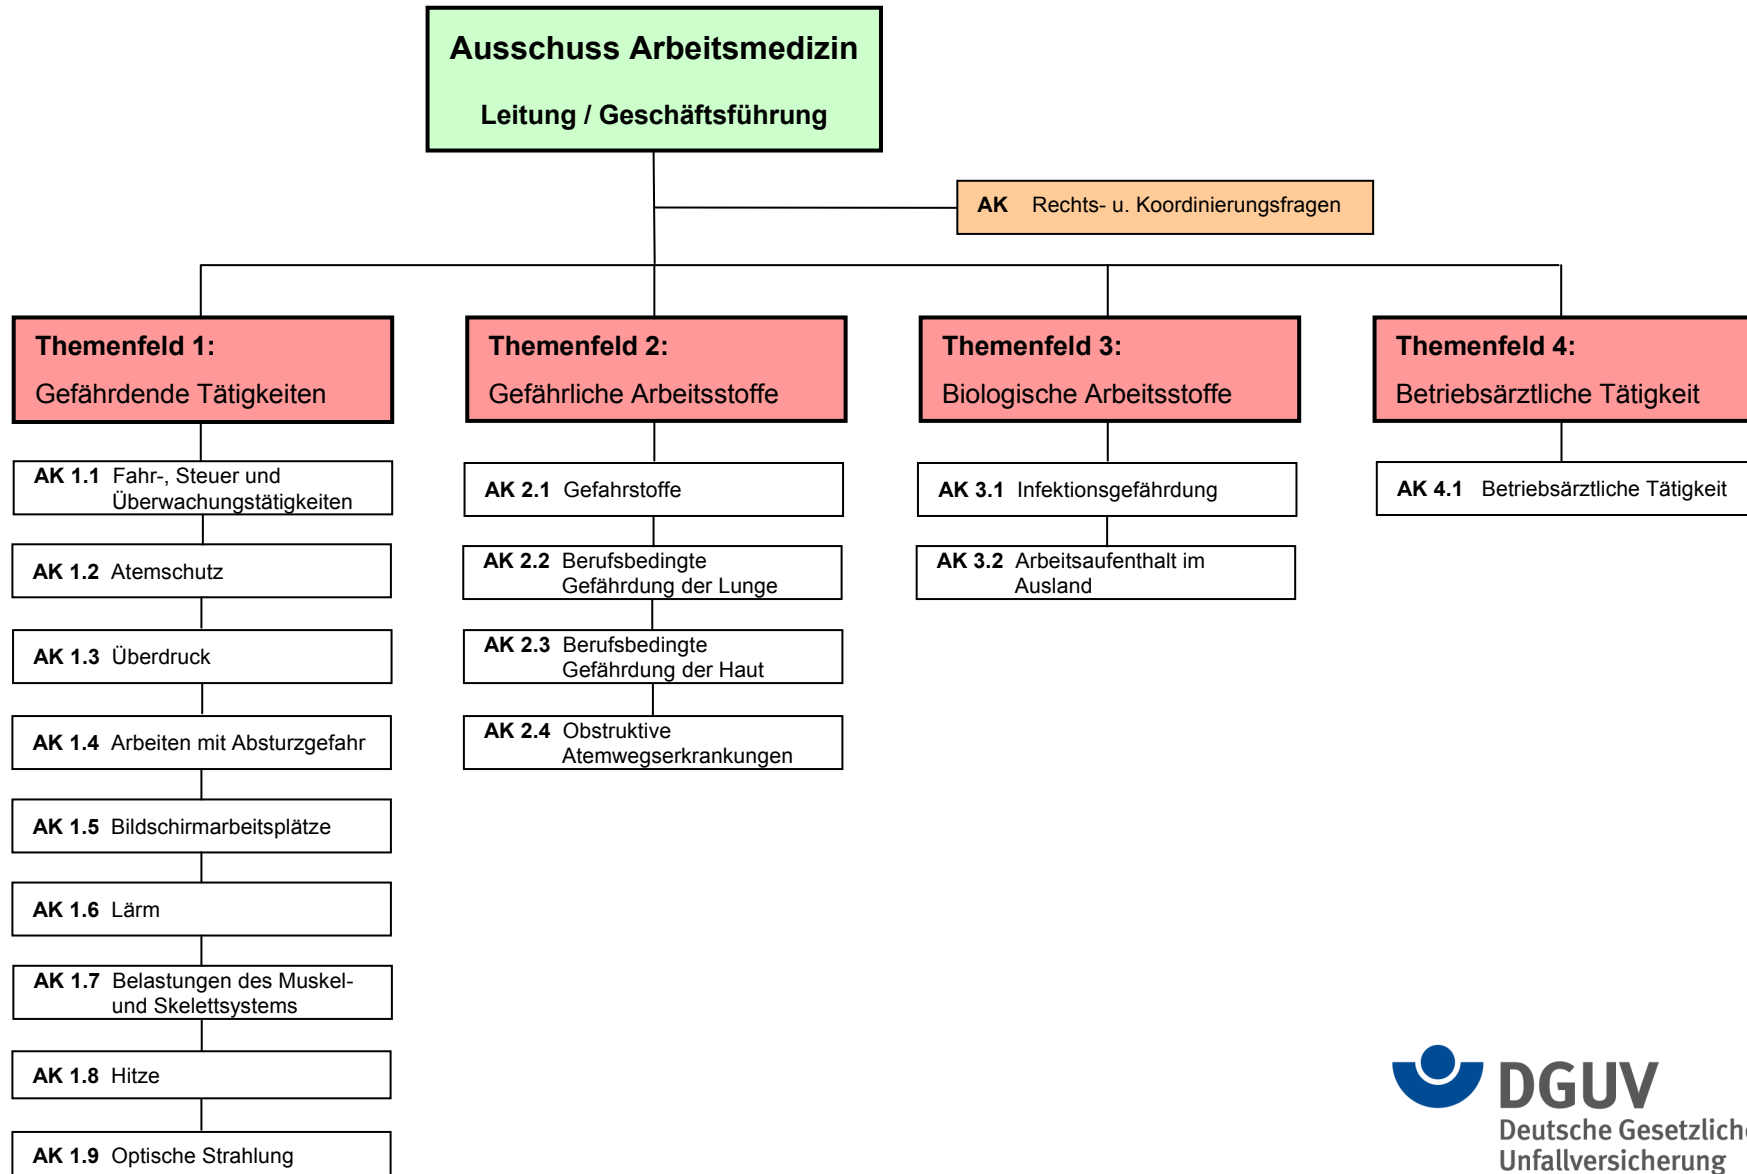 Ausschuss Arbeitsmedizin
Leitung / Geschäftsführung
AK Rechts- u. Koordinierungsfragen
Themenfeld 1:
Gefährdende Tätigkeiten
AK 1.1 Fahr-, Steuer und
Überwachungstätigkeiten
AK 1.2 Atemschutz
AK 1.3 Überdruck
AK 1.4 Arbeiten mit Absturzgefahr
AK 1.5 Bildschirmarbeitsplätze
AK 1.6 Lärm
AK 1.7 Belastungen des Muskel-
und Skelettsystems
AK 1.8 Hitze
AK 1.9 Optische Strahlung
Themenfeld 2:
Gefährliche Arbeitsstoffe
AK 2.1 Gefahrstoffe
AK 2.2 Berufsbedingte
Gefährdung der Lunge
AK 2.3 Berufsbedingte
Gefährdung der Haut
AK 2.4 Obstruktive
Atemwegserkrankungen
Themenfeld 3:
Biologische Arbeitsstoffe
AK 3.1 Infektionsgefährdung
AK 3.2 Arbeitsaufenthalt im
Ausland
Themenfeld 4:
Betriebsärztliche Tätigkeit
AK 4.1 Betriebsärztliche Tätigkeit
DGUV
Deutsche Gesetzliche
Unfallversicherung